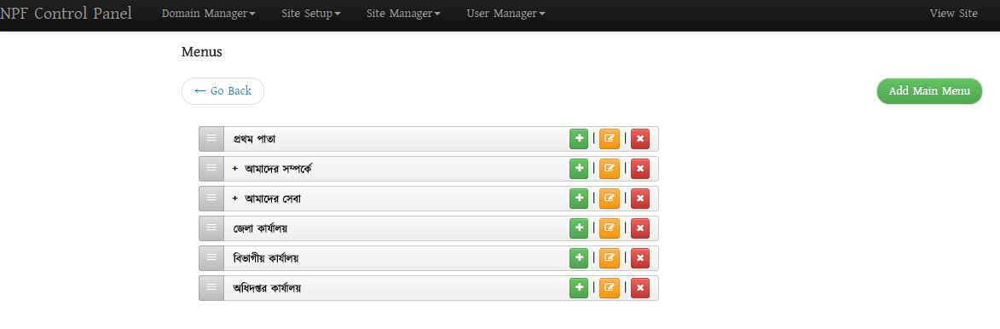 NPF Control Panel Domain Manager Site Setup Site Manager User Manager View Site
Menus
← Go Back Add Main Menu
প্রথম পাতা
+ আমাদের সম্পর্কে
+ আমাদের সেবা
জেলা কার্যালয়
বিভাগীয় কার্যালয়
অধিদপ্তর কার্যালয়